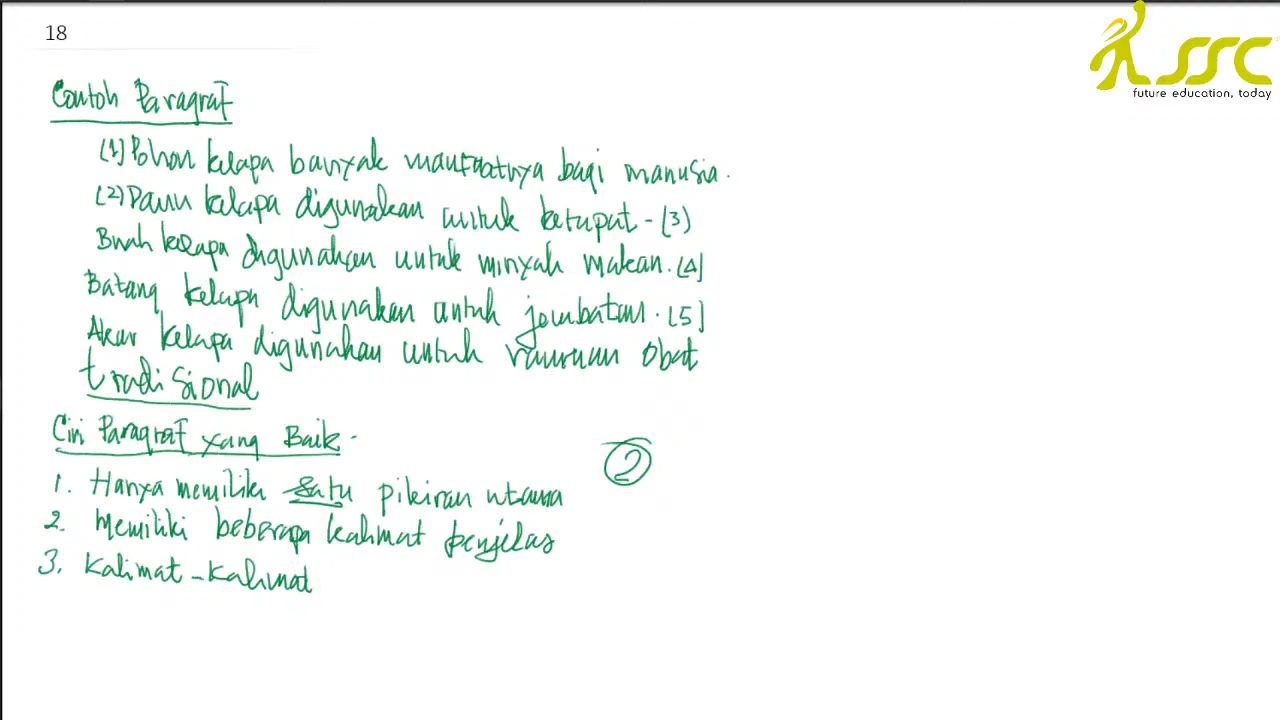 18
SSC
future education, today
Contoh Paragraf
(1) Pohon kelapa banyak manfaatnya bagi manusia.
(2) Daun kelapa digunakan untuk ketupat - (3)
Buah kelapa digunakan untuk minyak makan. (4)
Batang kelapa digunakan untuk jembatan. (5)
Akar kelapa digunakan untuk ramuan obat
tradisional
Ciri Paragraf yang Baik.
1. Hanya memiliki satu pikiran utama
2
2. Memiliki beberapa kalimat penjelas
3. Kalimat-kalimat